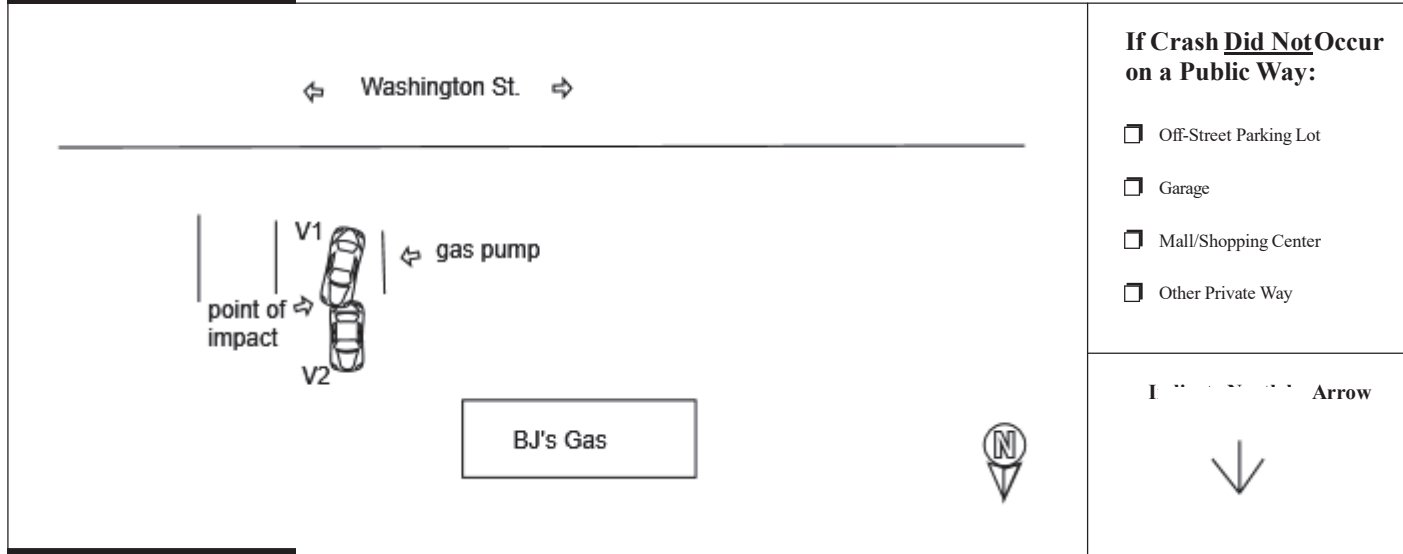 Washington St.
V1
gas pump
point of
impact
V2
BJ's Gas
N
If Crash Did Not Occur
on a Public Way:
Off-Street Parking Lot
Garage
Mall/Shopping Center
Other Private Way
Arrow